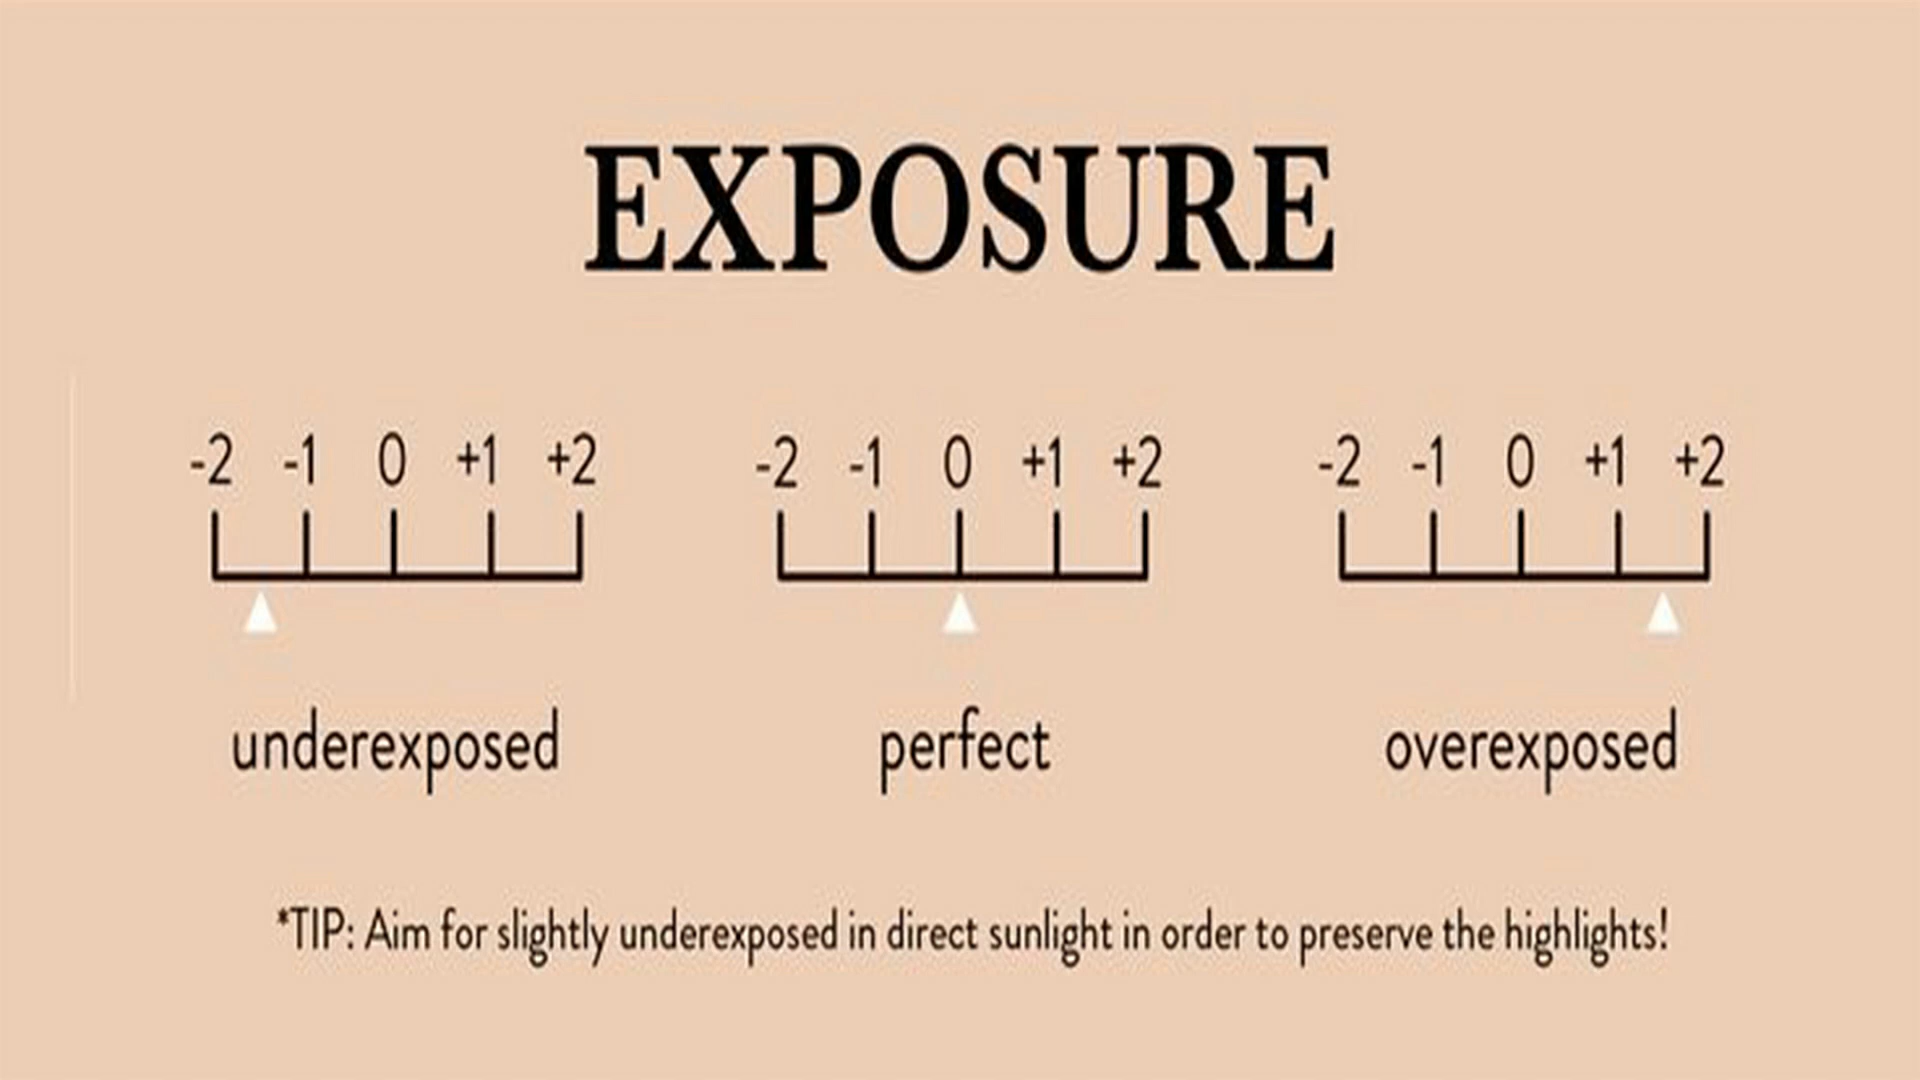 EXPOSURE
-2 -1 0 +1 +2
-2 -1 0 +1 +2
-2 -1 0 +1 +2
underexposed
perfect
overexposed
*TIP: Aim for slightly underexposed in direct sunlight in order to preserve the highlights!